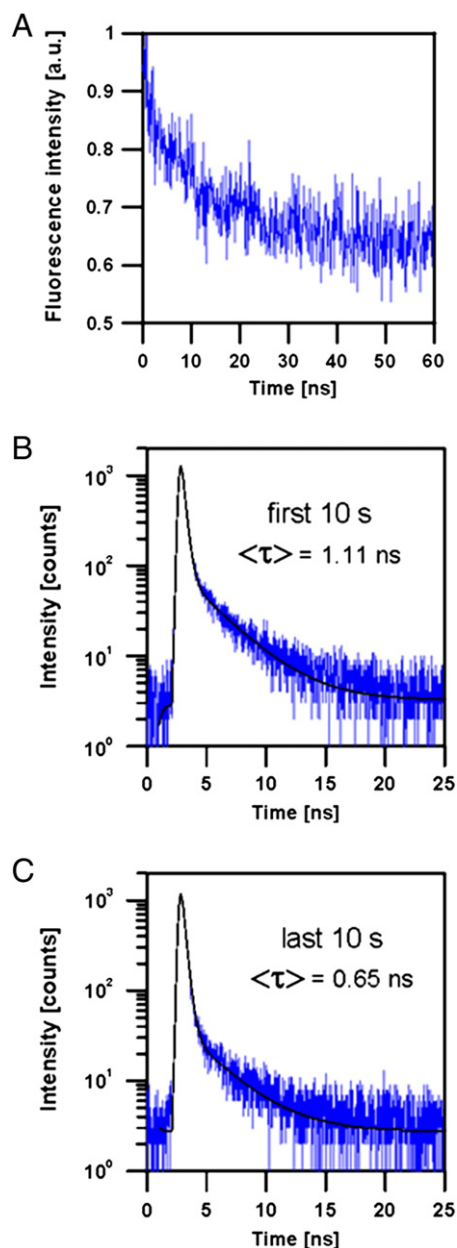 A
Fluorescence intensity [a.u.]
1
0.9
0.8
0.7
0.6
0.5
0 10 20 30 40 50 60
Time [ns]
B
Intensity [counts]
10³
10²
10¹
10⁰
first 10 s
<τ> = 1.11 ns
0 5 10 15 20 25
Time [ns]
C
Intensity [counts]
10³
10²
10¹
10⁰
last 10 s
<τ> = 0.65 ns
0 5 10 15 20 25
Time [ns]